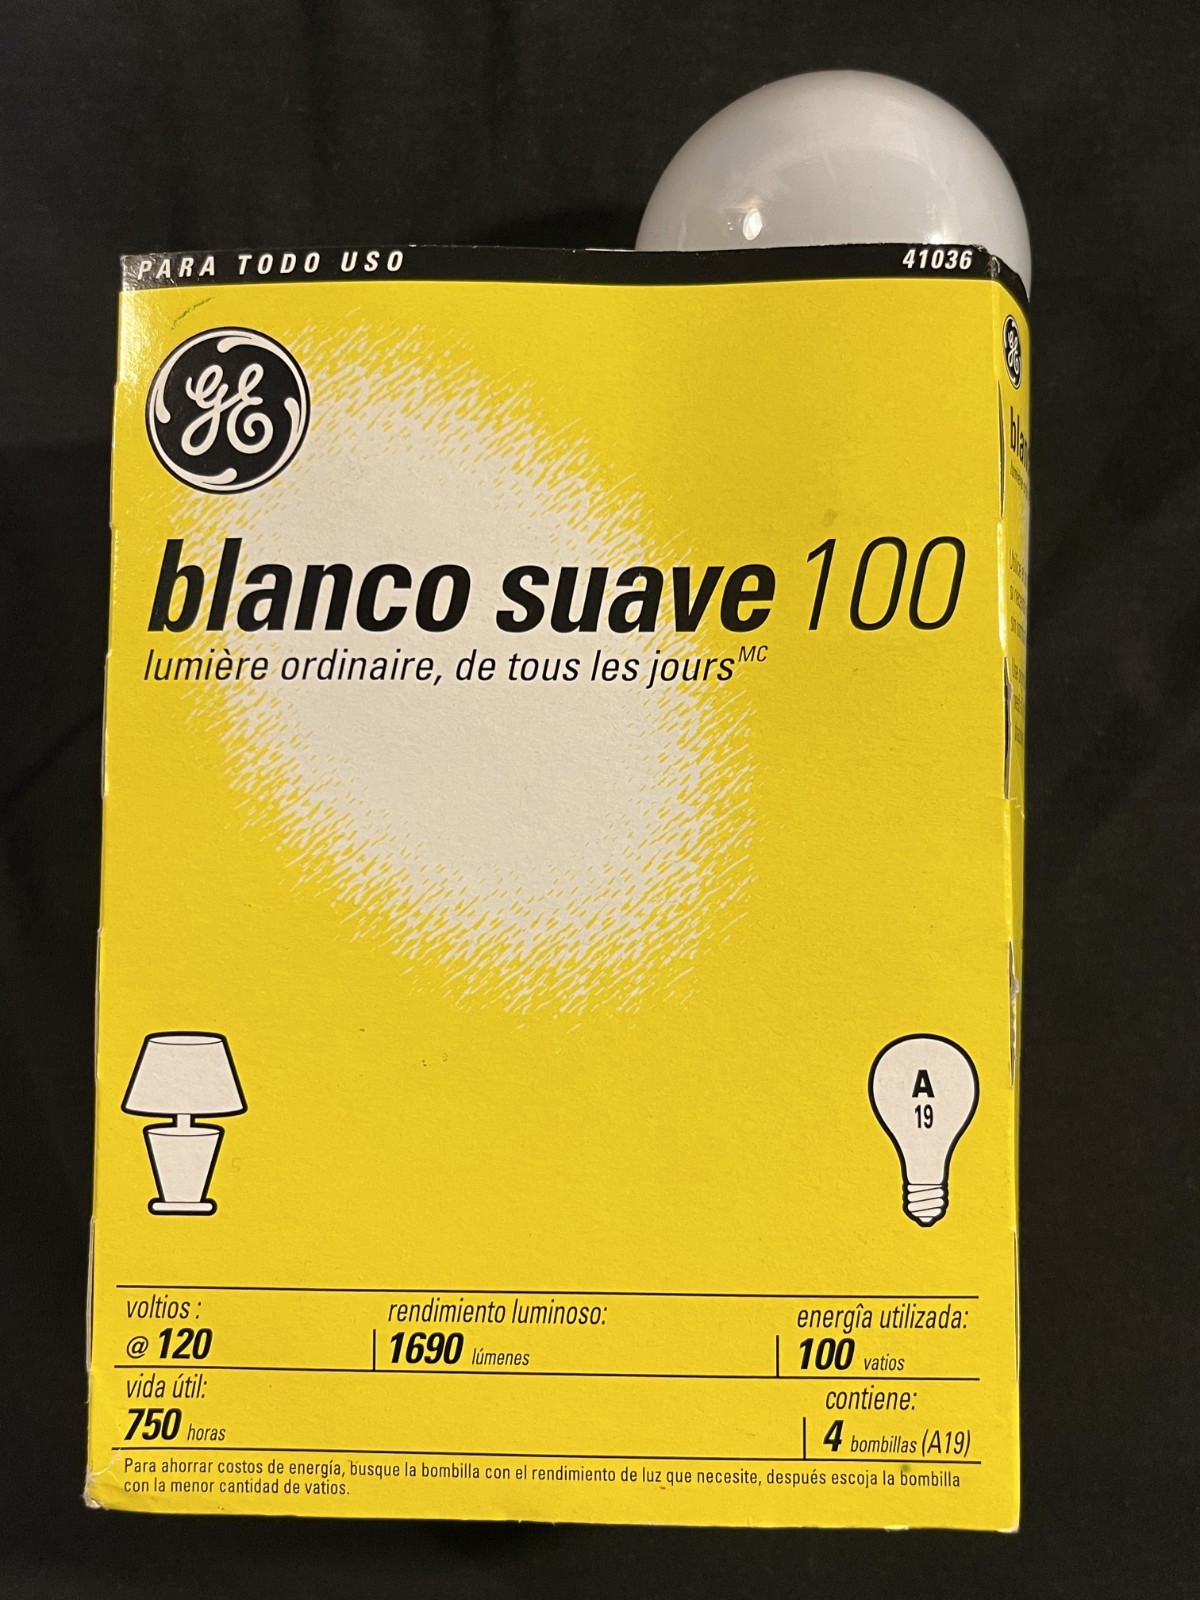 PARA TODO USO 41036
GE
blanco suave 100
lumière ordinaire, de tous les jours MC
A
19
voltios :
@ 120
rendimiento luminoso:
1690 lúmenes
energîa utilizada:
100 vatios
vida útil:
750 horas
contiene:
4 bombillas (A19)
Para ahorrar costos de energía, busque la bombilla con el rendimiento de luz que necesite, después escoja la bombilla
con la menor cantidad de vatios.
GE